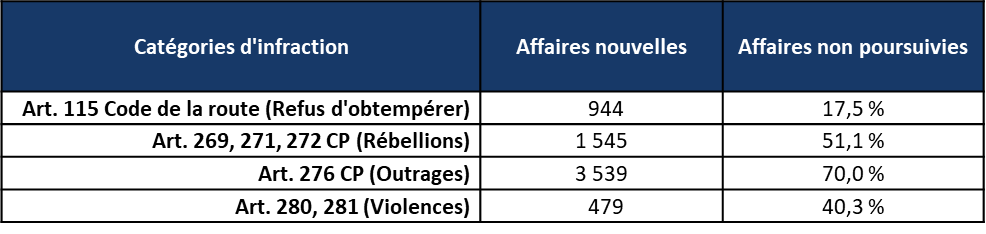 Catégories d'infraction Affaires nouvelles Affaires non poursuivies
Art. 115 Code de la route (Refus d'obtempérer) 944 17,5 %
Art. 269, 271, 272 CP (Rébellions) 1 545 51,1 %
Art. 276 CP (Outrages) 3 539 70,0 %
Art. 280, 281 (Violences) 479 40,3 %